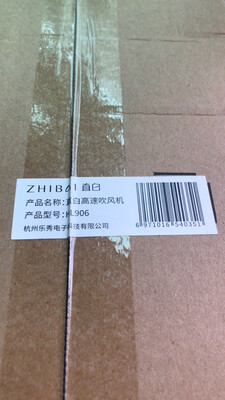 ZHIBAI 直白
产品名称:直白高速吹风机
产品型号:HL906
杭州乐秀电子科技有限公司
6971016540351